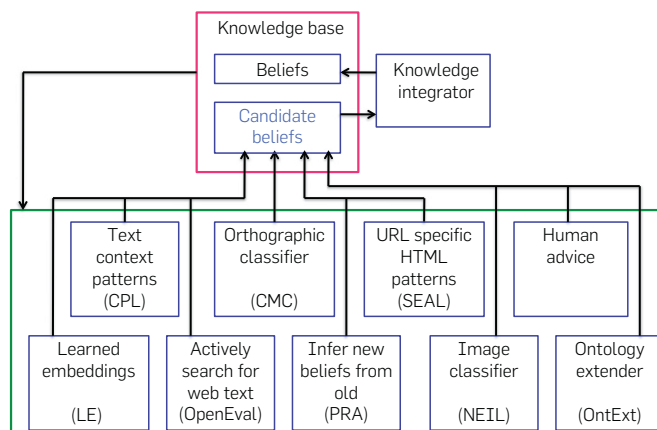 Knowledge base
Beliefs
Candidate
beliefs
Knowledge
integrator
Text
context
patterns
(CPL)
Orthographic
classifier
(CMC)
URL specific
HTML
patterns
(SEAL)
Human
advice
Learned
embeddings
(LE)
Actively
search for
web text
(OpenEval)
Infer new
beliefs from
old
(PRA)
Image
classifier
(NEIL)
Ontology
extender
(OntExt)